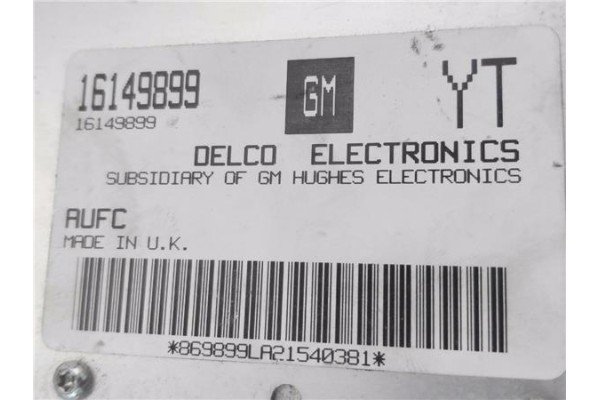 16149899 GM YT
16149899
DELCO ELECTRONICS
SUBSIDIARY OF GM HUGHES ELECTRONICS
AUFC
MADE IN U.K.
*869899LA21540381*